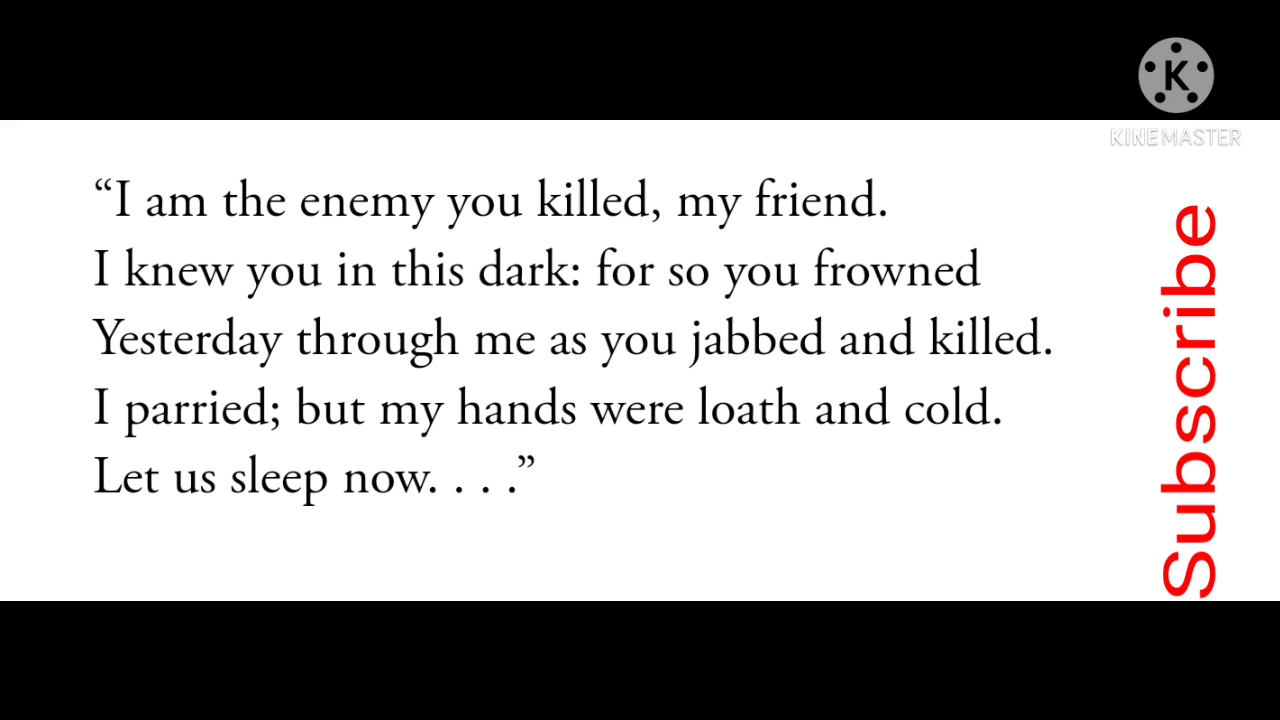 K
KINEMASTER
“I am the enemy you killed, my friend.
I knew you in this dark: for so you frowned
Yesterday through me as you jabbed and killed.
I parried; but my hands were loath and cold.
Let us sleep now. . . .”
Subscribe